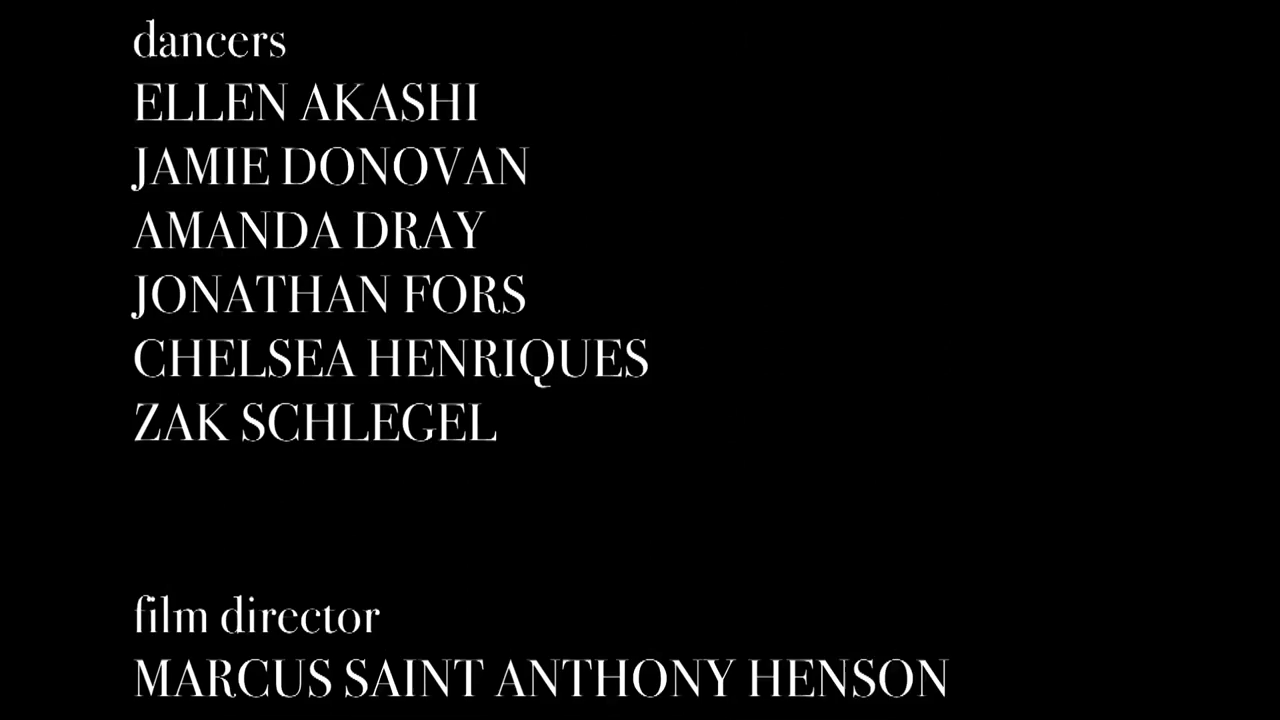 dancers
ELLEN AKASHI
JAMIE DONOVAN
AMANDA DRAY
JONATHAN FORS
CHELSEA HENRIQUES
ZAK SCHLEGEL
film director
MARCUS SAINT ANTHONY HENSON